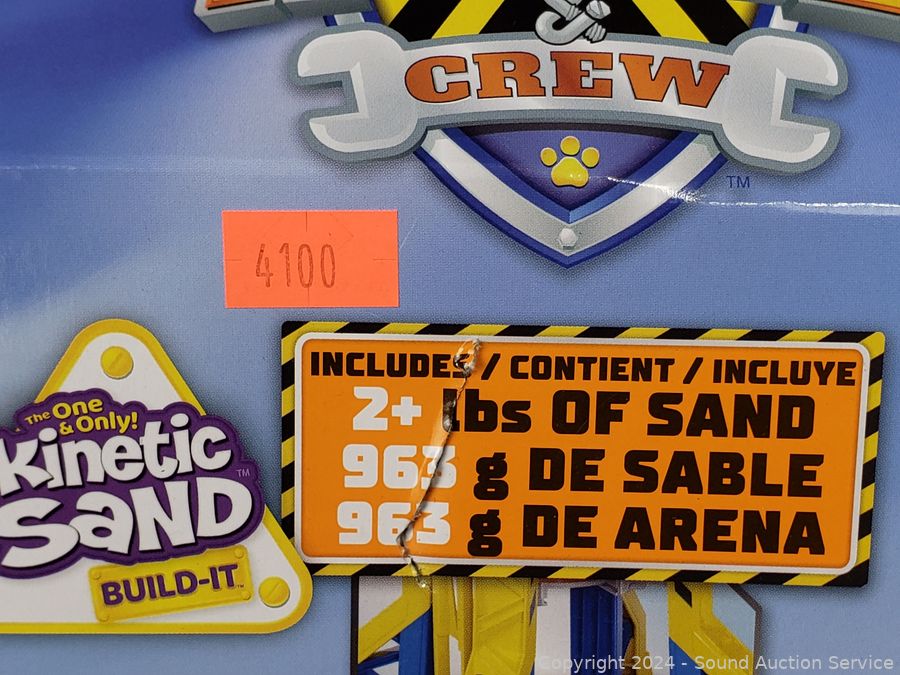 &
CREW
TM
4100
INCLUDES / CONTIENT / INCLUYE
2+ lbs OF SAND
963 g DE SABLE
963 g DE ARENA
The One
& Only!
Kinetic
SAND TM
BUILD-IT™
Copyright 2024 - Sound Auction Service